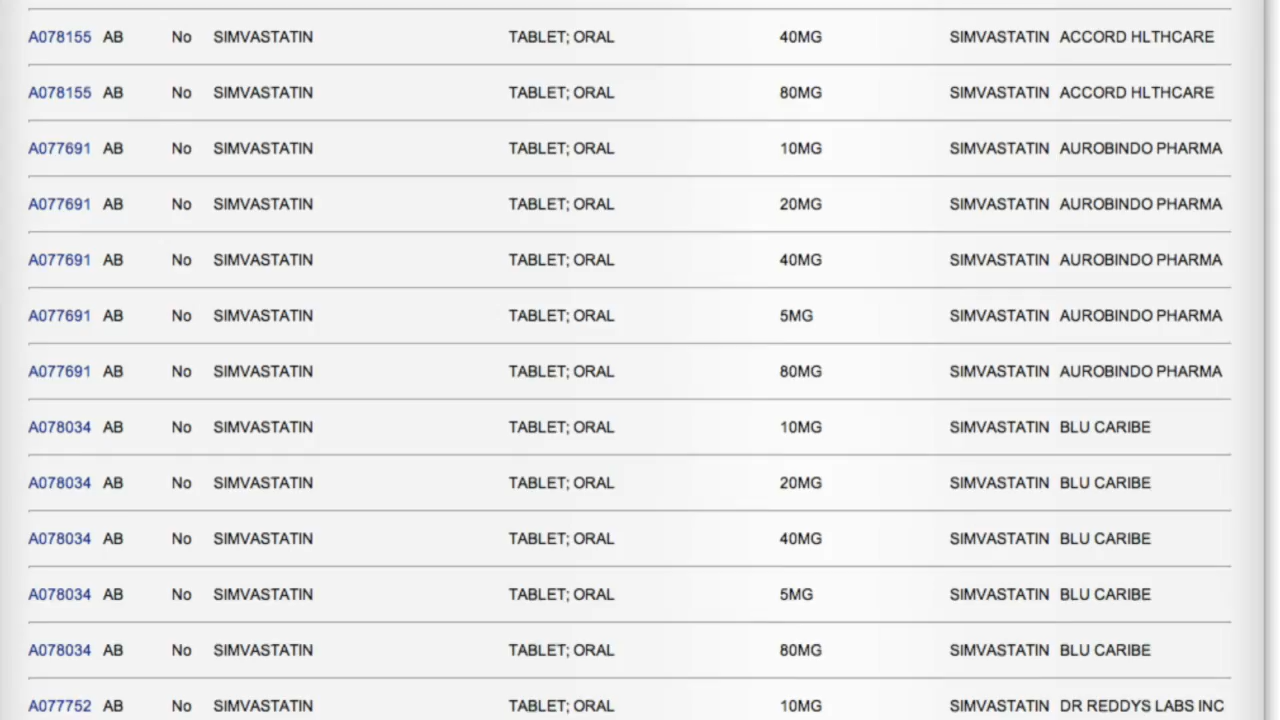 A078155 AB No SIMVASTATIN TABLET; ORAL 40MG SIMVASTATIN ACCORD HLTHCARE
A078155 AB No SIMVASTATIN TABLET; ORAL 80MG SIMVASTATIN ACCORD HLTHCARE
A077691 AB No SIMVASTATIN TABLET; ORAL 10MG SIMVASTATIN AUROBINDO PHARMA
A077691 AB No SIMVASTATIN TABLET; ORAL 20MG SIMVASTATIN AUROBINDO PHARMA
A077691 AB No SIMVASTATIN TABLET; ORAL 40MG SIMVASTATIN AUROBINDO PHARMA
A077691 AB No SIMVASTATIN TABLET; ORAL 5MG SIMVASTATIN AUROBINDO PHARMA
A077691 AB No SIMVASTATIN TABLET; ORAL 80MG SIMVASTATIN AUROBINDO PHARMA
A078034 AB No SIMVASTATIN TABLET; ORAL 10MG SIMVASTATIN BLU CARIBE
A078034 AB No SIMVASTATIN TABLET; ORAL 20MG SIMVASTATIN BLU CARIBE
A078034 AB No SIMVASTATIN TABLET; ORAL 40MG SIMVASTATIN BLU CARIBE
A078034 AB No SIMVASTATIN TABLET; ORAL 5MG SIMVASTATIN BLU CARIBE
A078034 AB No SIMVASTATIN TABLET; ORAL 80MG SIMVASTATIN BLU CARIBE
A077752 AB No SIMVASTATIN TABLET; ORAL 10MG SIMVASTATIN DR REDDYS LABS INC